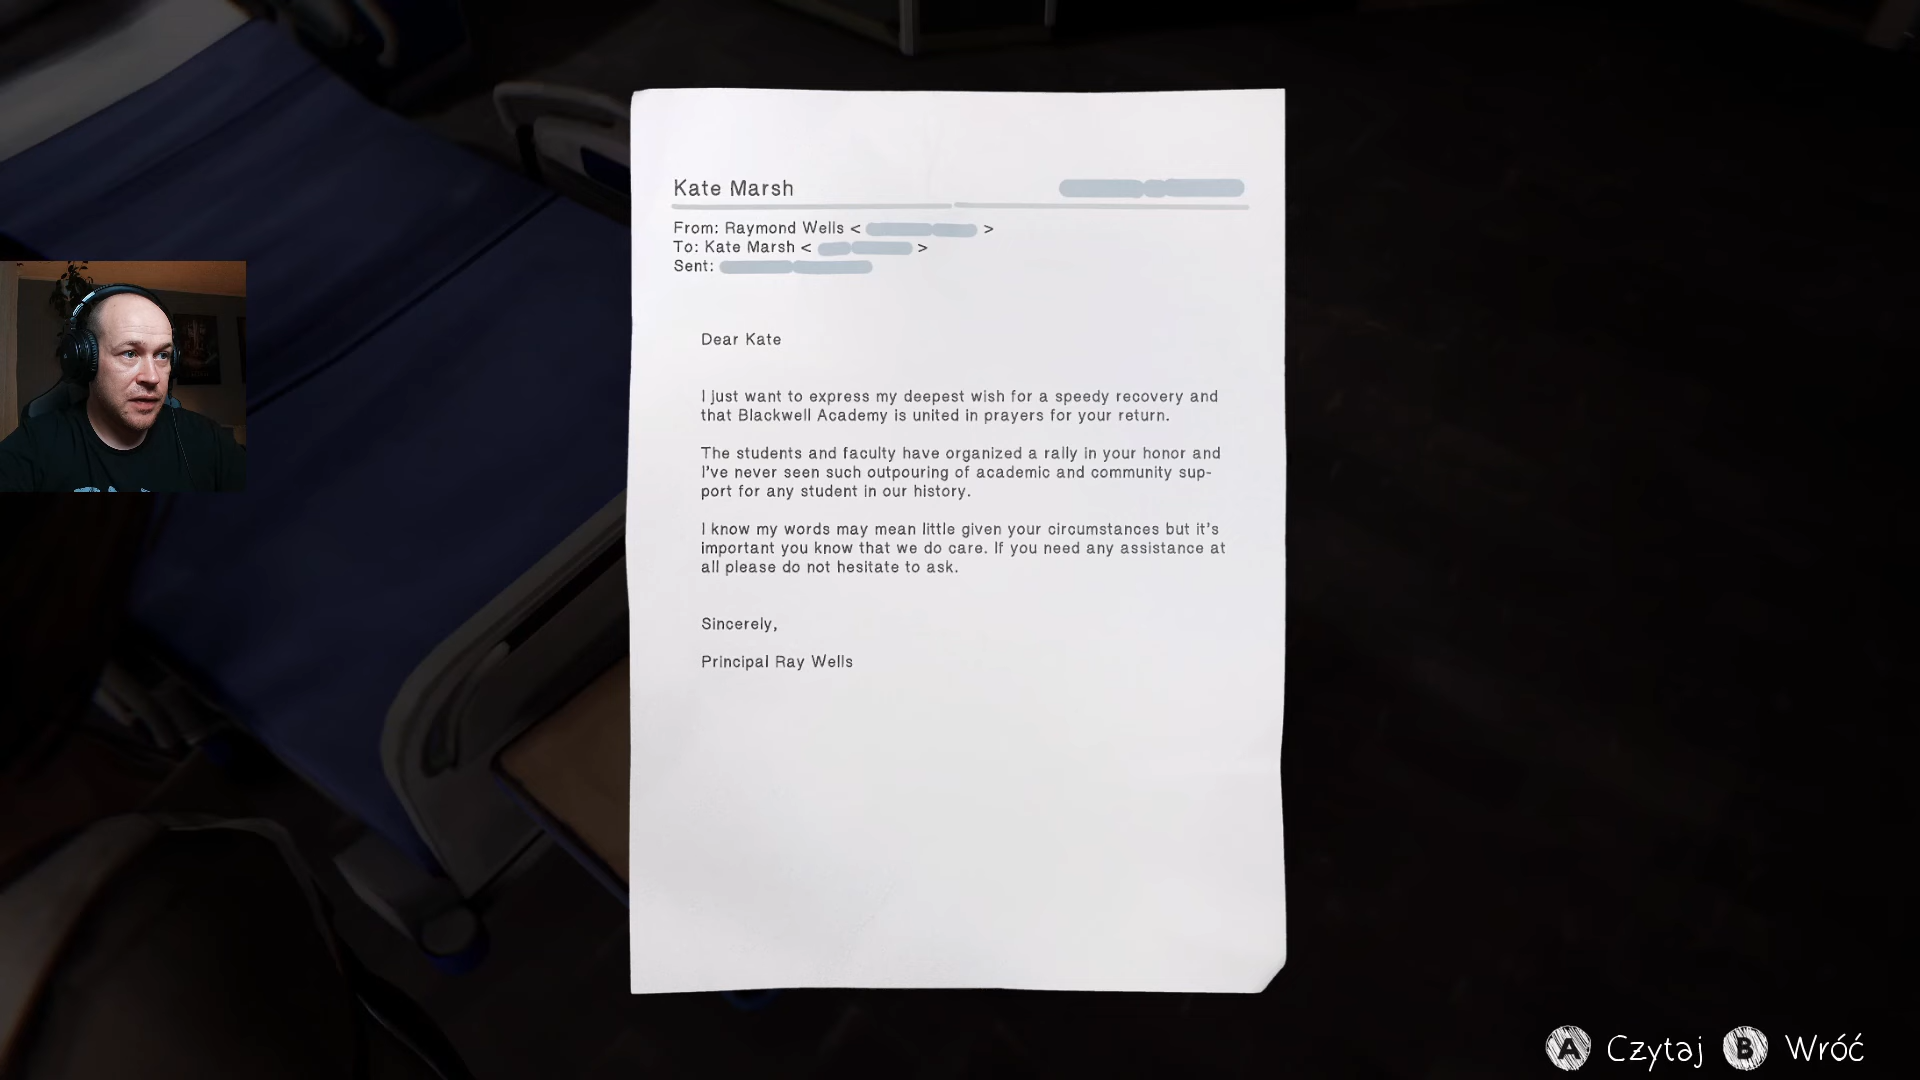 Kate Marsh
From: Raymond Wells < >
To: Kate Marsh < >
Sent:
Dear Kate
I just want to express my deepest wish for a speedy recovery and
that Blackwell Academy is united in prayers for your return.
The students and faculty have organized a rally in your honor and
I've never seen such outpouring of academic and community sup-
port for any student in our history.
I know my words may mean little given your circumstances but it's
important you know that we do care. If you need any assistance at
all please do not hesitate to ask.
Sincerely,
Principal Ray Wells
A Czytaj B Wróć